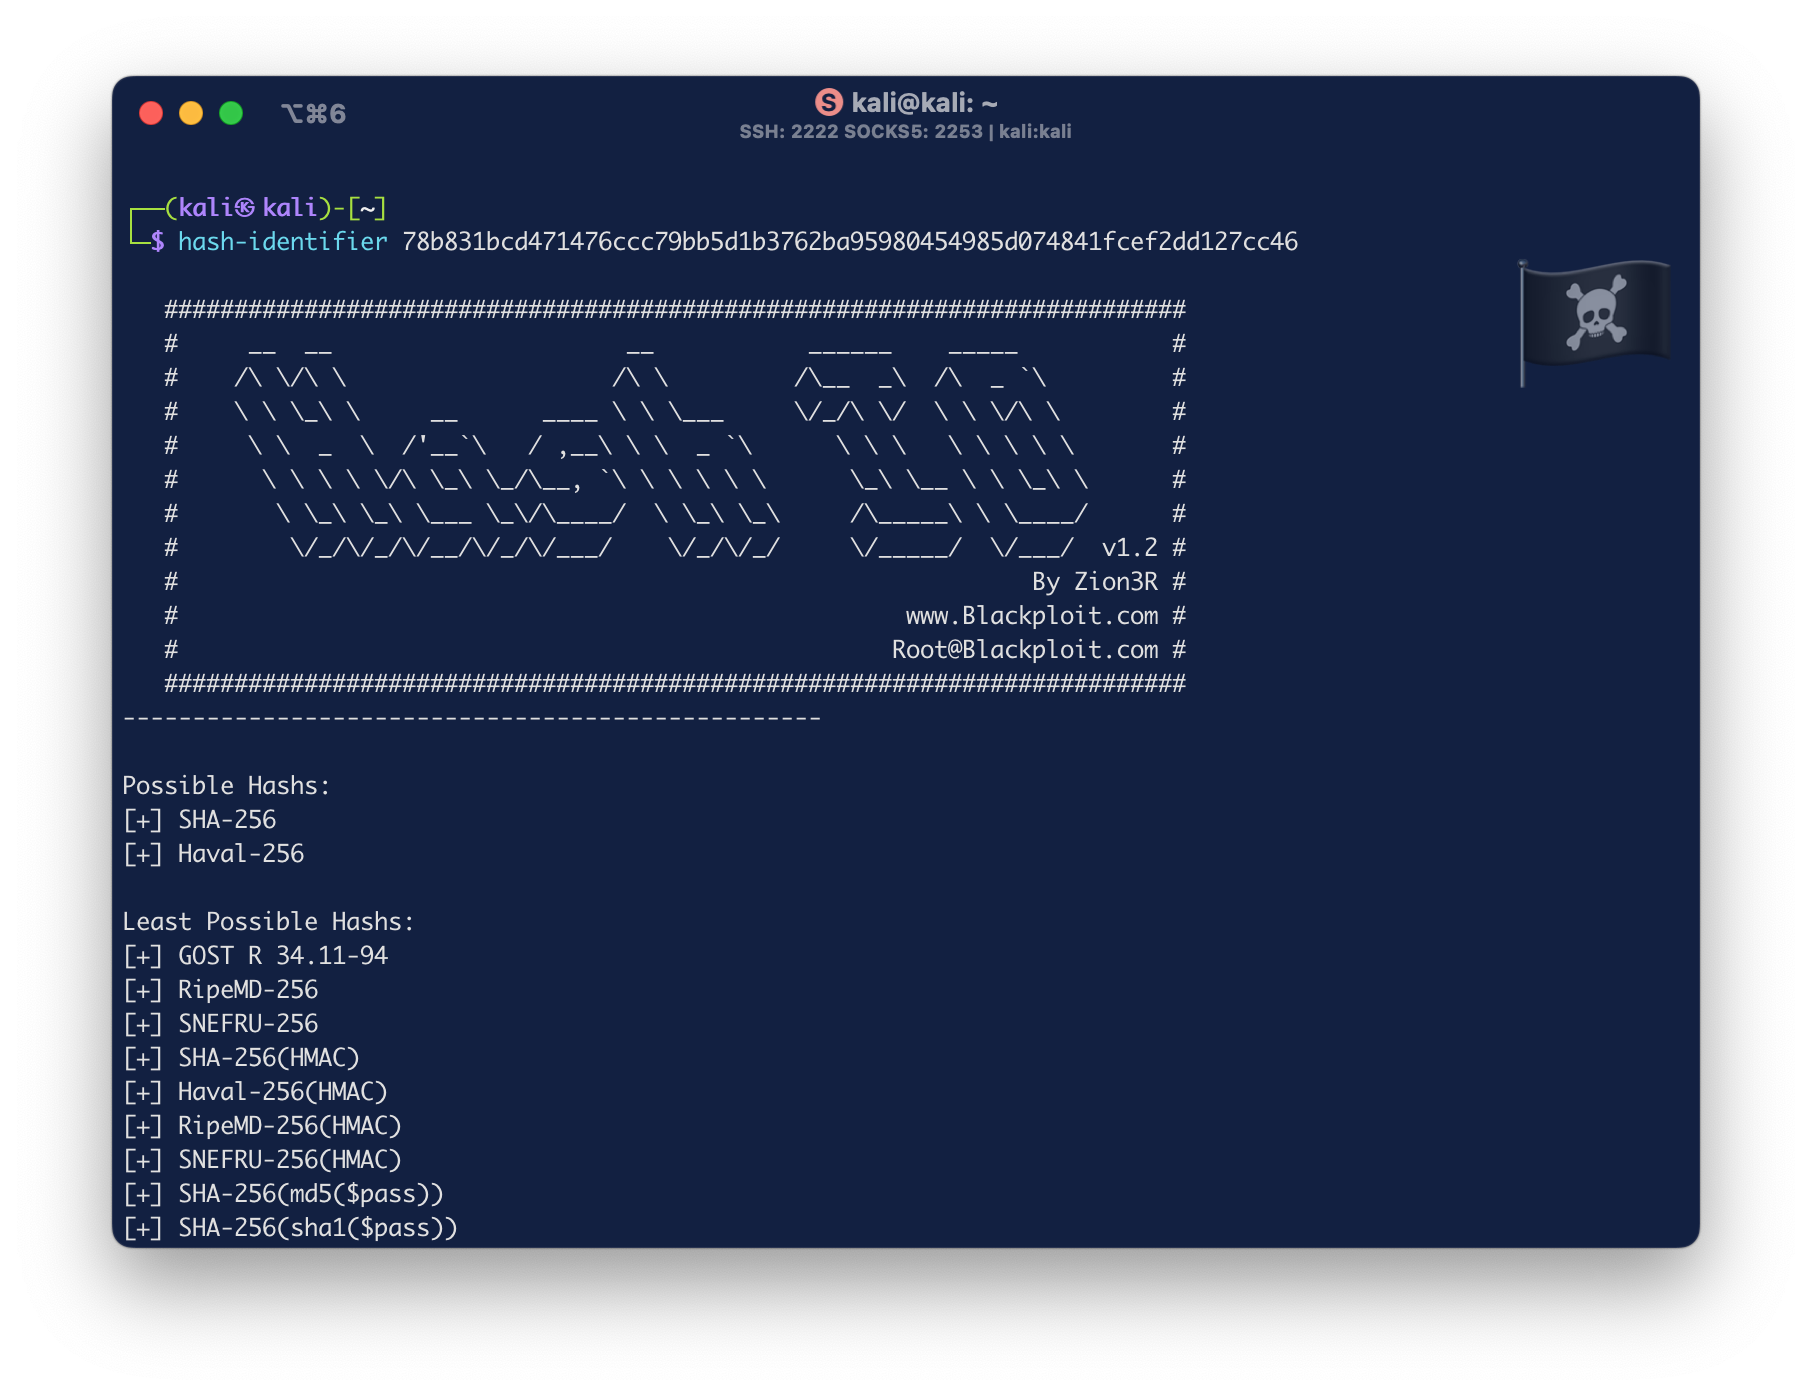 ⌥⌘6
S kali@kali: ~
SSH: 2222 SOCKS5: 2253 | kali:kali
┌──(kali㉿kali)-[~]
└─$ hash-identifier 78b831bcd471476ccc79bb5d1b3762ba95980454985d074841fcef2dd127cc46
   #########################################################################
   #     __  __                     __           ______    _____           #
   #    /\ \/\ \                   /\ \         /\__  _\  /\  _ `\         #
   #    \ \ \_\ \     __      ____ \ \ \___     \/_/\ \/  \ \ \/\ \        #
   #     \ \  _  \  /'__`\   / ,__\ \ \  _ `\      \ \ \   \ \ \ \ \       #
   #      \ \ \ \ \/\ \_\ \_/\__, `\ \ \ \ \ \      \_\ \__ \ \ \_\ \      #
   #       \ \_\ \_\ \___ \_\/\____/  \ \_\ \_\     /\_____\ \ \____/      #
   #        \/_/\/_/\/__/\/_/\/___/    \/_/\/_/     \/_____/  \/___/  v1.2 #
   #                                                             By Zion3R #
   #                                                    www.Blackploit.com #
   #                                                   Root@Blackploit.com #
   #########################################################################
--------------------------------------------------
Possible Hashs:
[+] SHA-256
[+] Haval-256
Least Possible Hashs:
[+] GOST R 34.11-94
[+] RipeMD-256
[+] SNEFRU-256
[+] SHA-256(HMAC)
[+] Haval-256(HMAC)
[+] RipeMD-256(HMAC)
[+] SNEFRU-256(HMAC)
[+] SHA-256(md5($pass))
[+] SHA-256(sha1($pass))